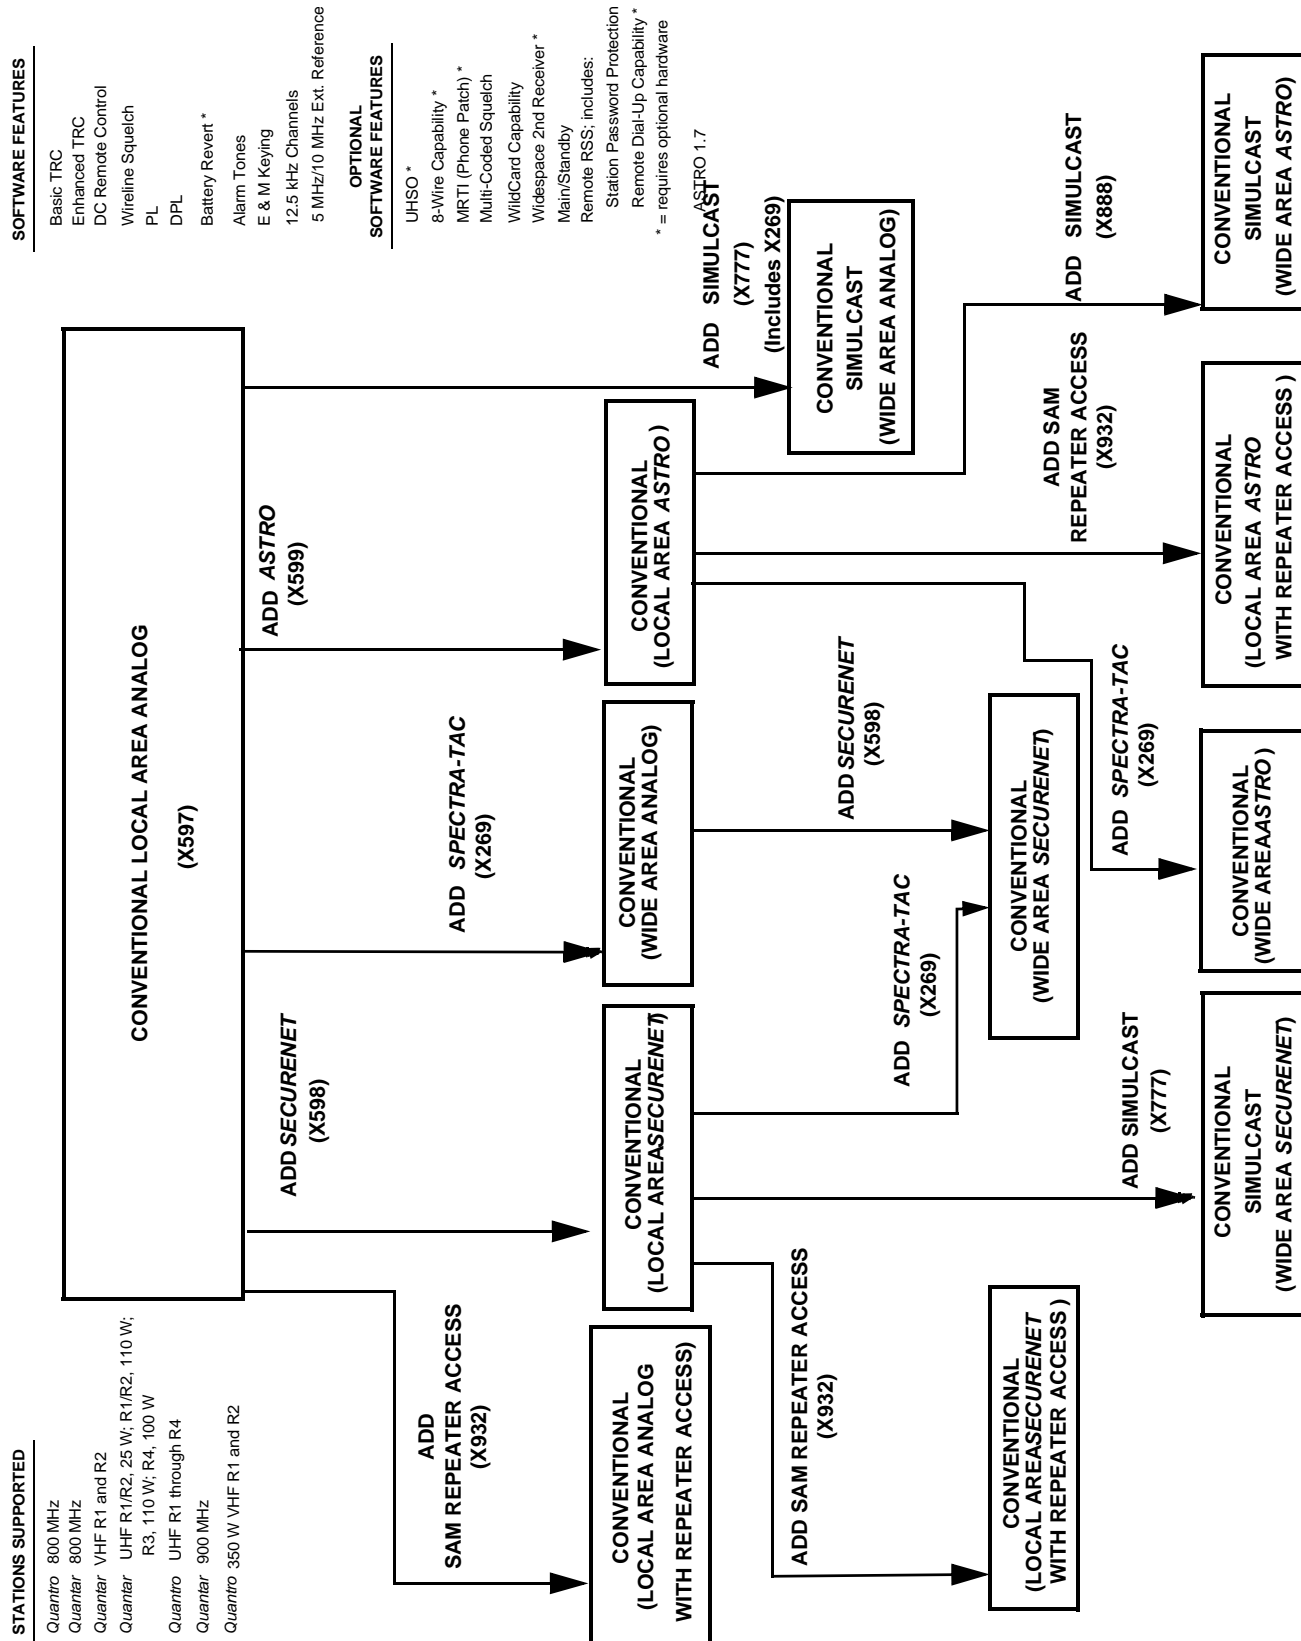 STATIONS SUPPORTED
Quantro 800 MHz
Quantar 800 MHz
Quantar VHF R1 and R2
Quantar UHF R1/R2, 25 W; R1/R2, 110 W;
R3, 110 W; R4, 100 W
Quantro UHF R1 through R4
Quantar 900 MHz
Quantro 350 W VHF R1 and R2
SOFTWARE FEATURES
Basic TRC
Enhanced TRC
DC Remote Control
Wireline Squelch
PL
DPL
Battery Revert *
Alarm Tones
E & M Keying
12.5 kHz Channels
5 MHz/10 MHz Ext. Reference
OPTIONAL
SOFTWARE FEATURES
UHSO *
8-Wire Capability *
MRTI (Phone Patch) *
Multi-Coded Squelch
WildCard Capability
Widespace 2nd Receiver *
Main/Standby
Remote RSS; includes:
Station Password Protection
Remote Dial-Up Capability *
* = requires optional hardware
ASTRO 1.7
CONVENTIONAL LOCAL AREA ANALOG
(X597)
ADD
SAM REPEATER ACCESS
(X932)
ADD SECURENET
(X598)
ADD SPECTRA-TAC
(X269)
ADD ASTRO
(X599)
ADD SIMULCAST
(X777)
(Includes X269)
CONVENTIONAL
(LOCAL AREA ANALOG
WITH REPEATER ACCESS)
CONVENTIONAL
(LOCAL AREA SECURENET)
CONVENTIONAL
(WIDE AREA ANALOG)
CONVENTIONAL
(LOCAL AREA ASTRO)
CONVENTIONAL
SIMULCAST
(WIDE AREA ANALOG)
ADD SAM REPEATER ACCESS
(X932)
ADD SPECTRA-TAC
(X269)
ADD SECURENET
(X598)
CONVENTIONAL
(LOCAL AREA SECURENET
WITH REPEATER ACCESS )
CONVENTIONAL
(WIDE AREA SECURENET)
ADD SIMULCAST
(X777)
ADD SPECTRA-TAC
(X269)
ADD SAM
REPEATER ACCESS
(X932)
ADD SIMULCAST
(X888)
CONVENTIONAL
SIMULCAST
(WIDE AREA SECURENET)
CONVENTIONAL
(WIDE AREA ASTRO )
CONVENTIONAL
(LOCAL AREA ASTRO
WITH REPEATER ACCESS )
CONVENTIONAL
SIMULCAST
(WIDE AREA ASTRO)